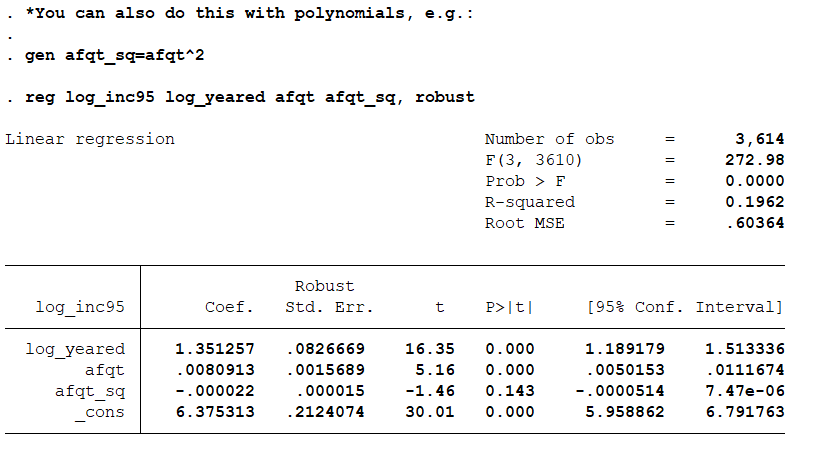 . *You can also do this with polynomials, e.g.:
.
. gen afqt_sq=afqt^2
. reg log_inc95 log_yeared afqt afqt_sq, robust
Linear regression Number of obs = 3,614
F(3, 3610) = 272.98
Prob > F = 0.0000
R-squared = 0.1962
Root MSE = .60364
Robust
log_inc95 Coef. Std. Err. t P>|t| [95% Conf. Interval]
log_yeared 1.351257 .0826669 16.35 0.000 1.189179 1.513336
afqt .0080913 .0015689 5.16 0.000 .0050153 .0111674
afqt_sq -.000022 .000015 -1.46 0.143 -.0000514 7.47e-06
_cons 6.375313 .2124074 30.01 0.000 5.958862 6.791763